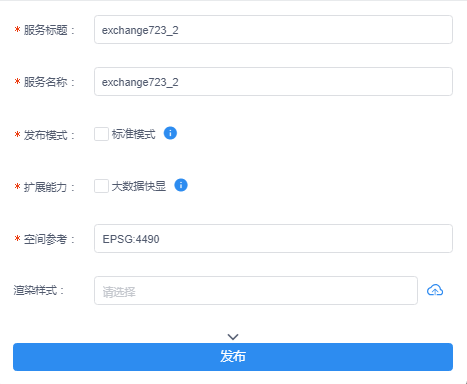 * 服务标题： exchange723_2
* 服务名称： exchange723_2
* 发布模式： 标准模式
* 扩展能力： 大数据快显
* 空间参考： EPSG:4490
渲染样式： 请选择
发布